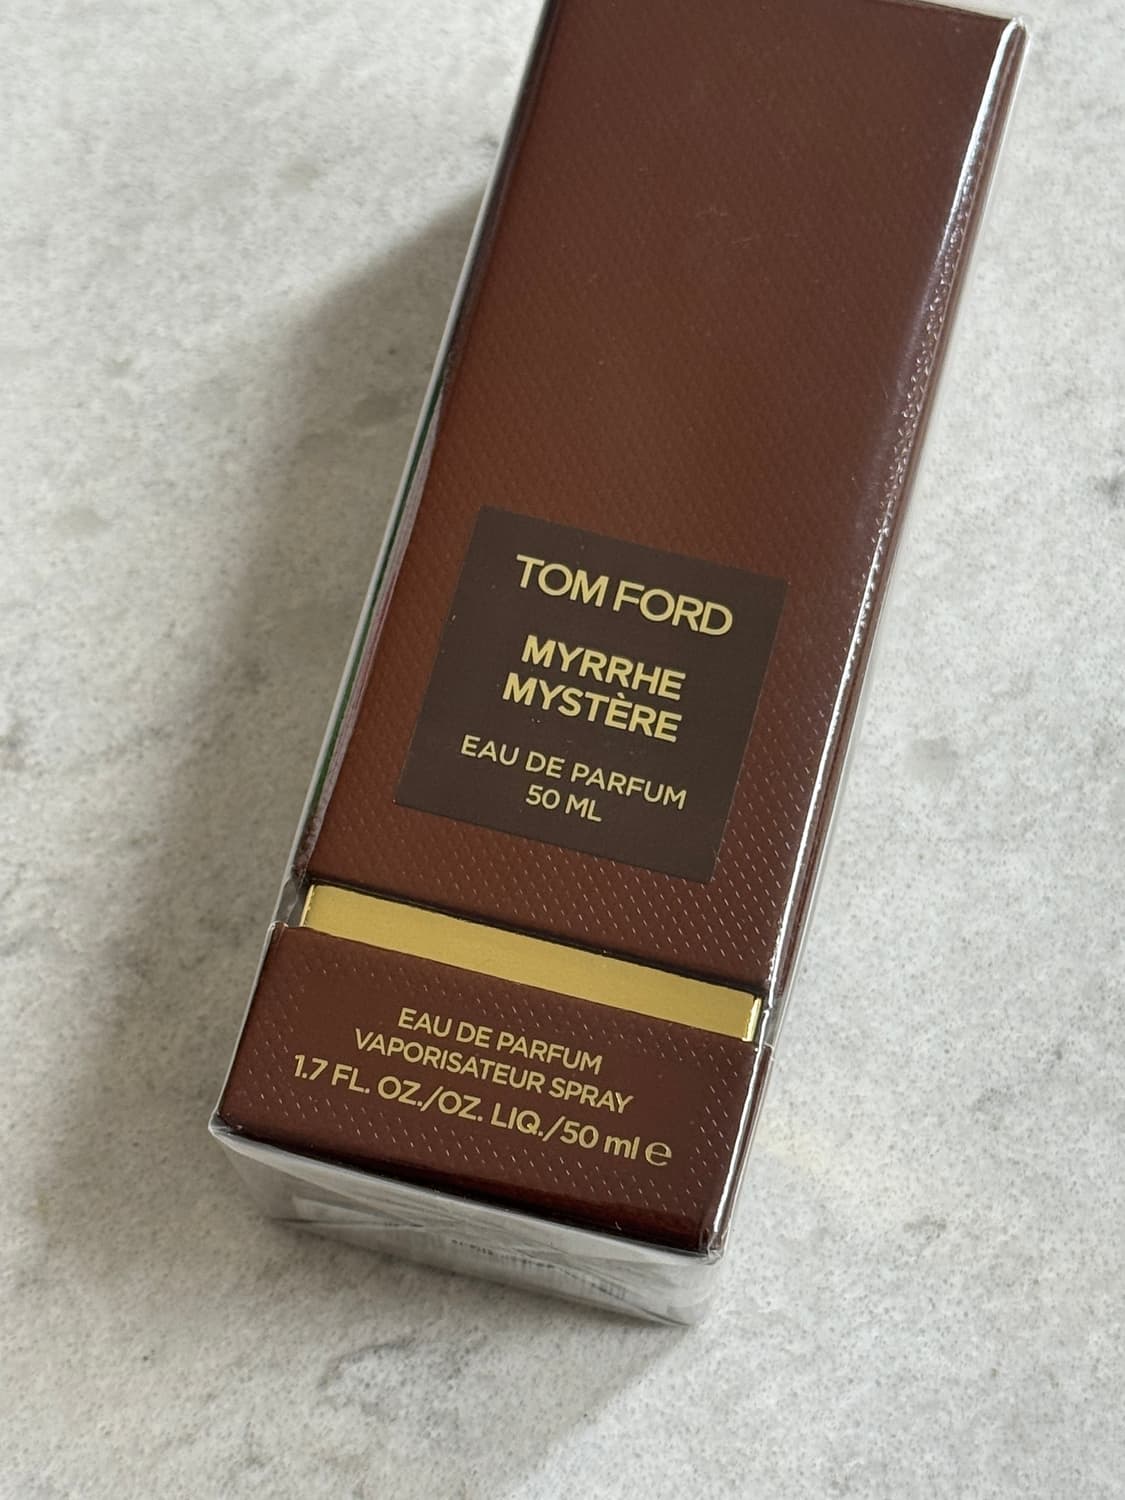 TOM FORD
MYRRHE
MYSTÈRE
EAU DE PARFUM
50 ML
EAU DE PARFUM
VAPORISATEUR SPRAY
1.7 FL. OZ./OZ. LIQ./50 ml ℮